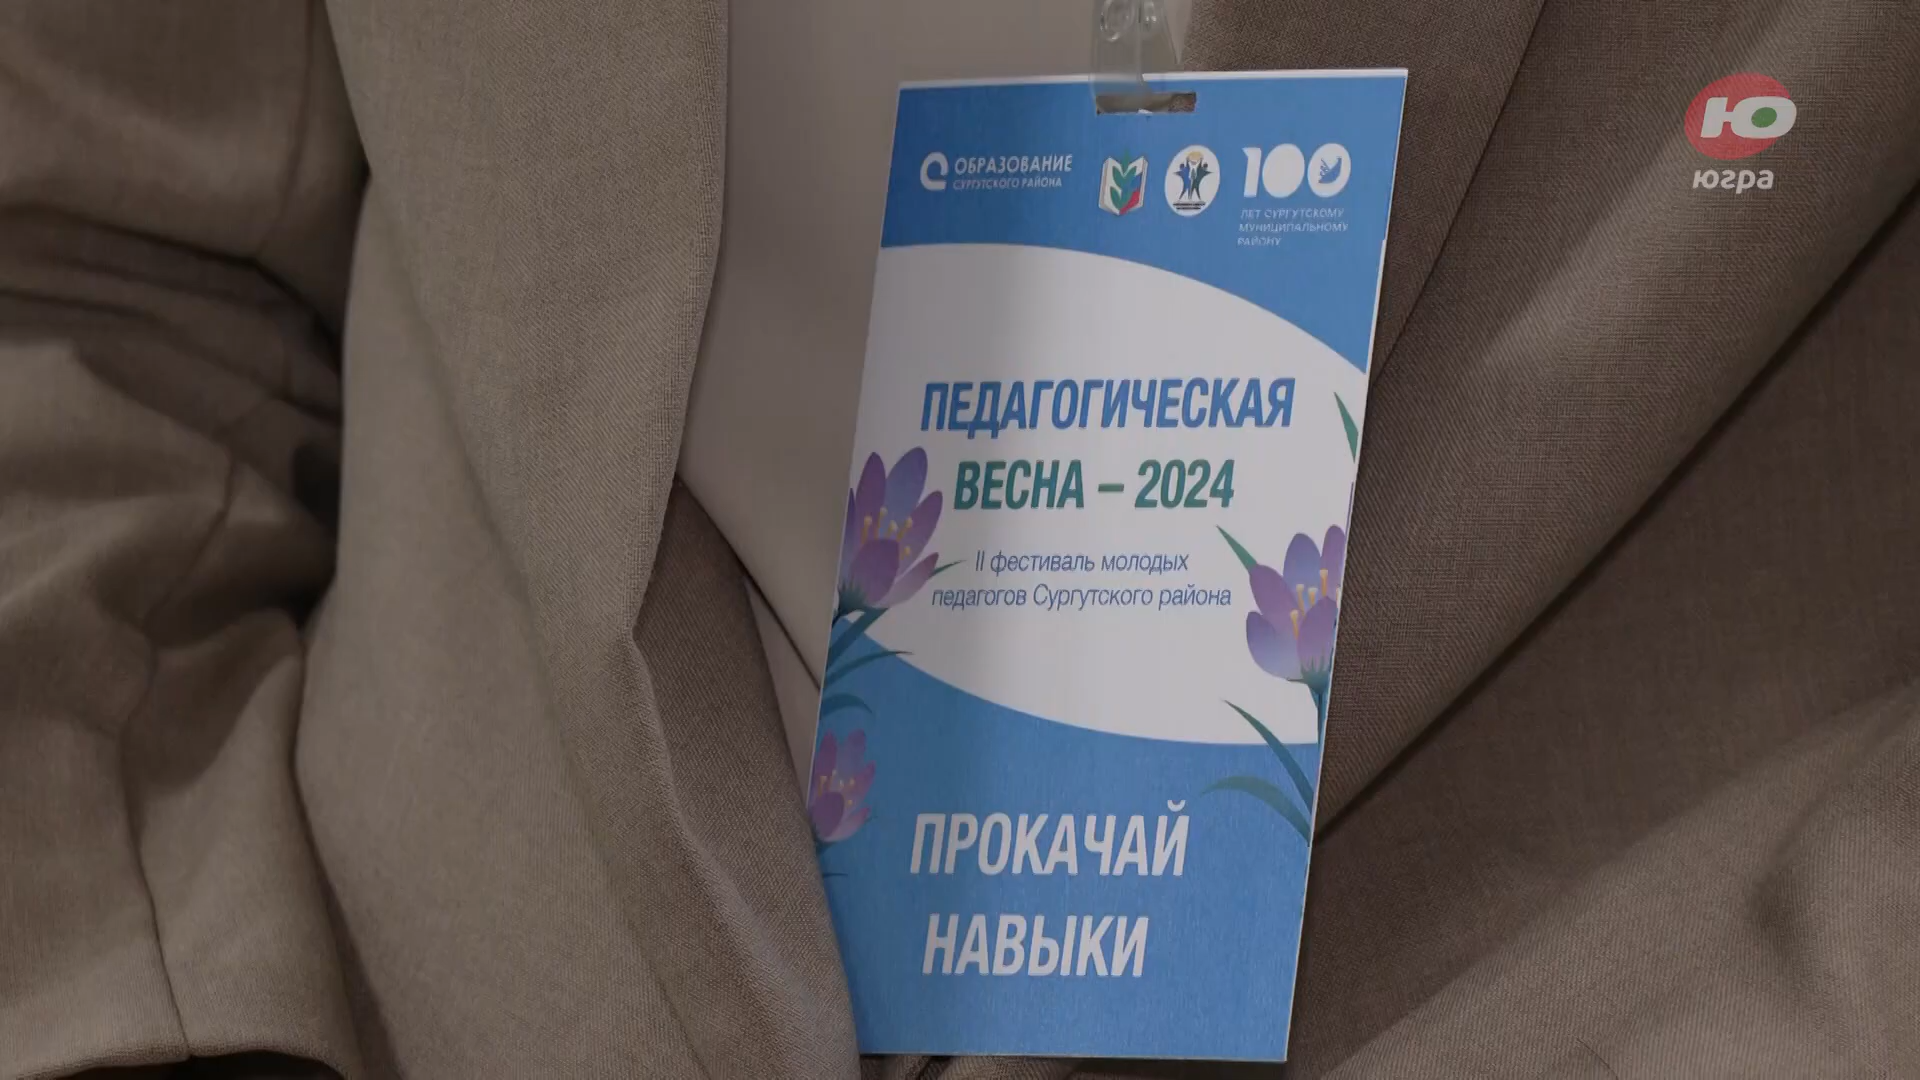 ОБРАЗОВАНИЕ
СУРГУТСКОГО РАЙОНА
100
ЛЕТ СУРГУТСКОМУ
МУНИЦИПАЛЬНОМУ
РАЙОНУ
ПЕДАГОГИЧЕСКАЯ
ВЕСНА – 2024
II фестиваль молодых
педагогов Сургутского района
ПРОКАЧАЙ
НАВЫКИ
Ю
югра